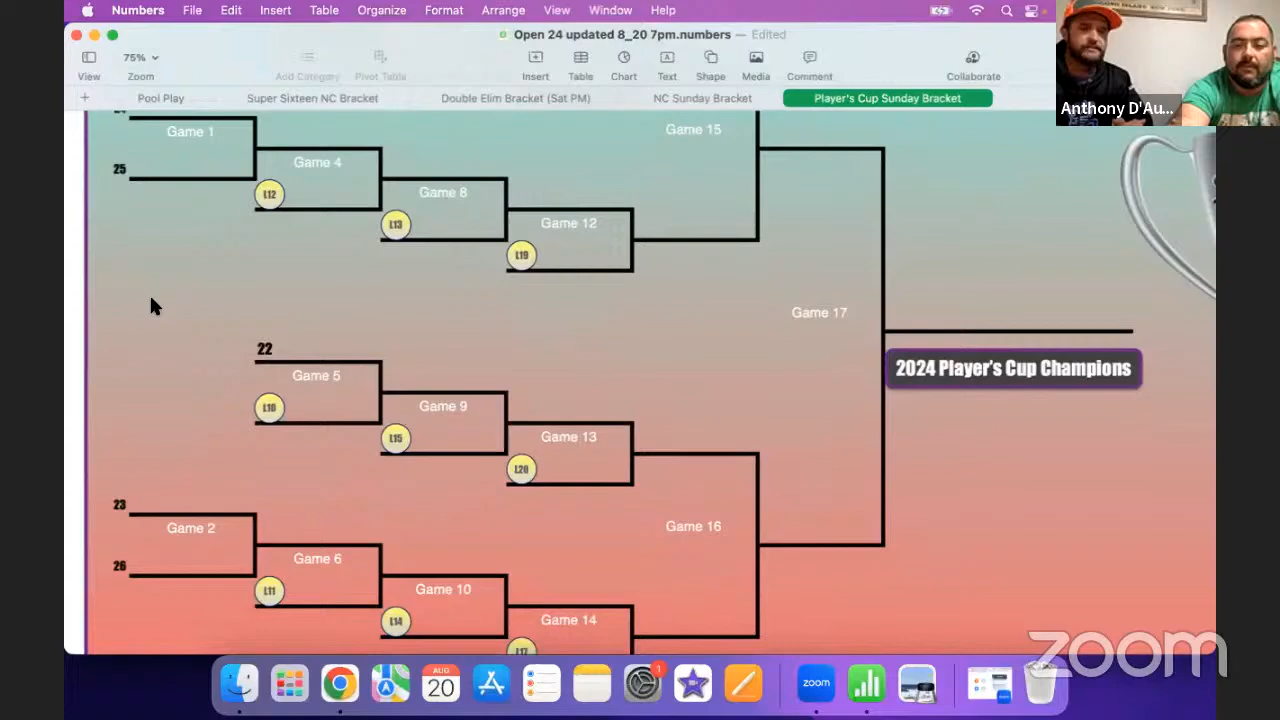 Numbers File Edit Insert Table Organize Format Arrange View Window Help
Open 24 updated 8_20 7pm.numbers — Edited
75%
View Zoom Add Category Pivot Table Insert Table Chart Text Shape Media Comment Collaborate
Pool Play Super Sixteen NC Bracket Double Elim Bracket (Sat PM) NC Sunday Bracket Player's Cup Sunday Bracket
Anthony D'Au...
Game 1
Game 15
25
Game 4
L12
Game 8
L13
Game 12
L19
Game 17
22
2024 Player's Cup Champions
Game 5
L10
Game 9
L15
Game 13
L20
23
Game 2
Game 16
Game 6
26
L11
Game 10
L14
Game 14
L17
zoom
AUG
20
1
zoom